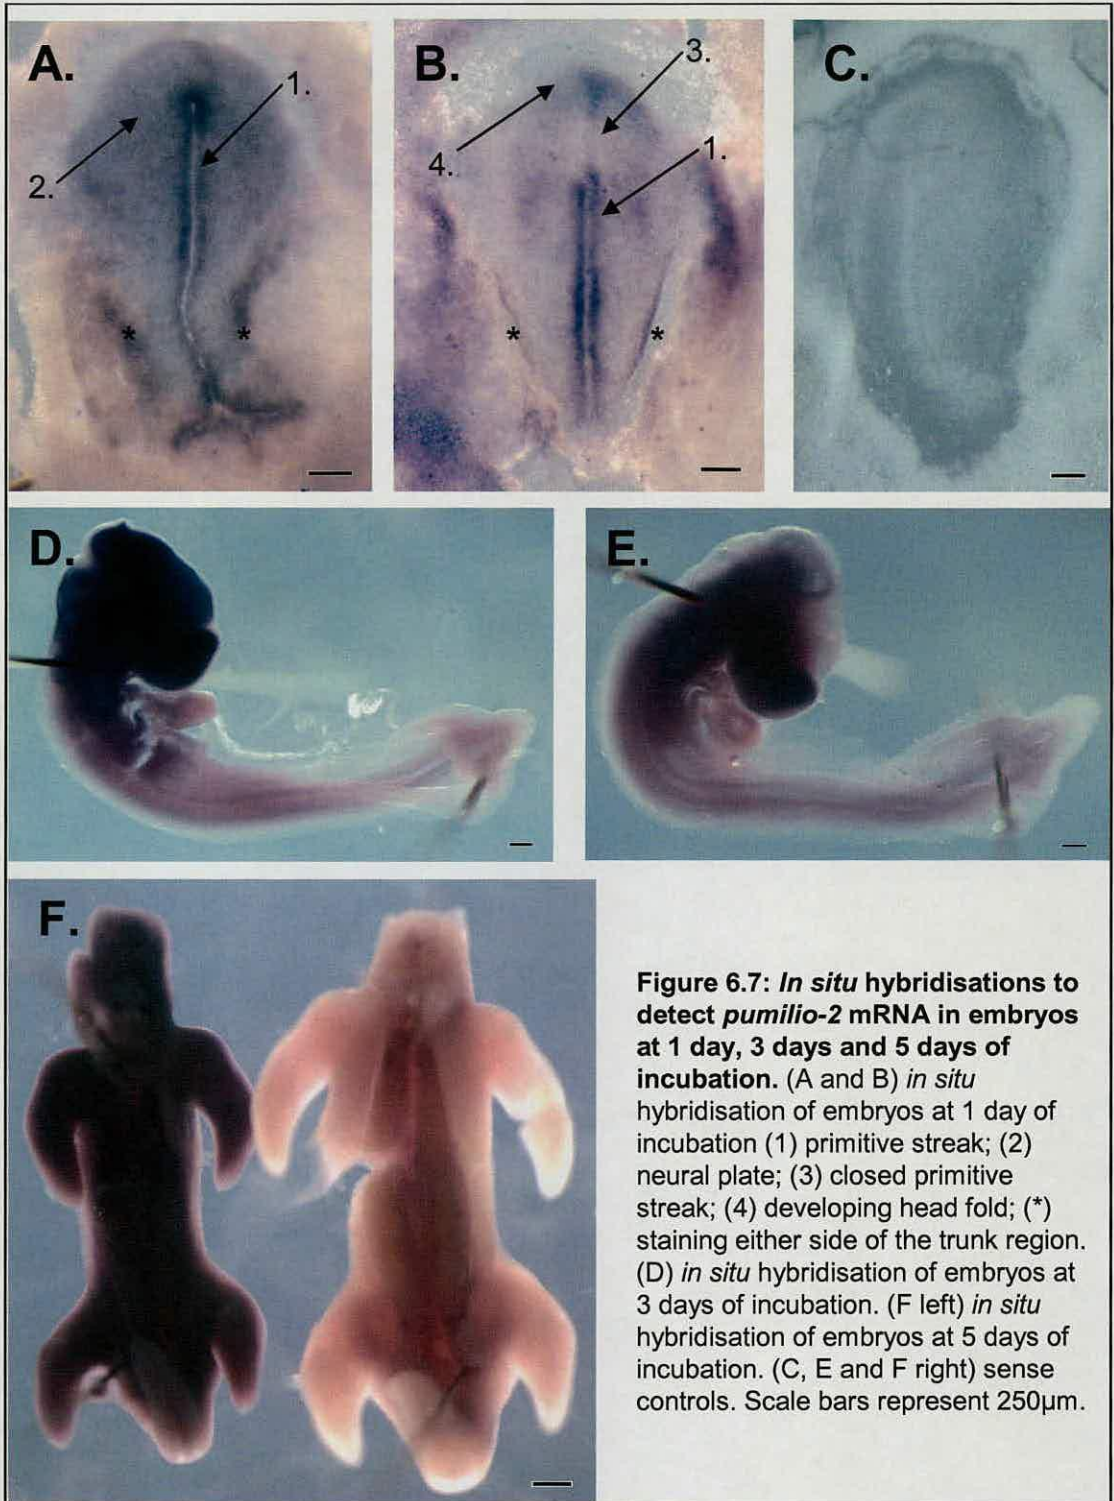 A.
1.
2.
B.
3.
4.
1.
C.
*
*
*
*
D.
E.
F.
Figure 6.7: In situ hybridisations to
detect pumilio-2 mRNA in embryos
at 1 day, 3 days and 5 days of
incubation. (A and B) in situ
hybridisation of embryos at 1 day of
incubation (1) primitive streak; (2)
neural plate; (3) closed primitive
streak; (4) developing head fold; (*)
staining either side of the trunk region.
(D) in situ hybridisation of embryos at
3 days of incubation. (F left) in situ
hybridisation of embryos at 5 days of
incubation. (C, E and F right) sense
controls. Scale bars represent 250µm.